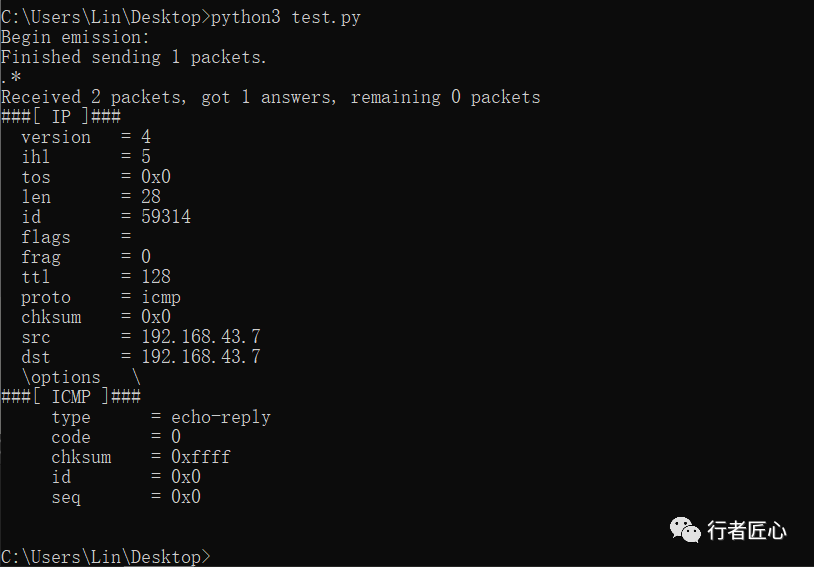 C:\Users\Lin\Desktop>python3 test.py
Begin emission:
Finished sending 1 packets.
.*
Received 2 packets, got 1 answers, remaining 0 packets
###[ IP ]###
  version   = 4
  ihl       = 5
  tos       = 0x0
  len       = 28
  id        = 59314
  flags     =
  frag      = 0
  ttl       = 128
  proto     = icmp
  chksum    = 0x0
  src       = 192.168.43.7
  dst       = 192.168.43.7
  \options   \
###[ ICMP ]###
     type      = echo-reply
     code      = 0
     chksum    = 0xffff
     id        = 0x0
     seq       = 0x0
行者匠心
C:\Users\Lin\Desktop>